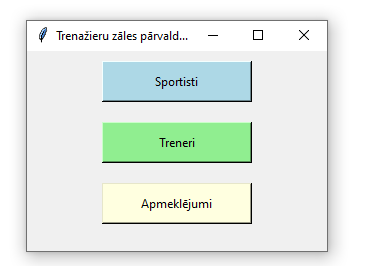 Trenažieru zāles pārvald...
Sportisti
Treneri
Apmeklējumi